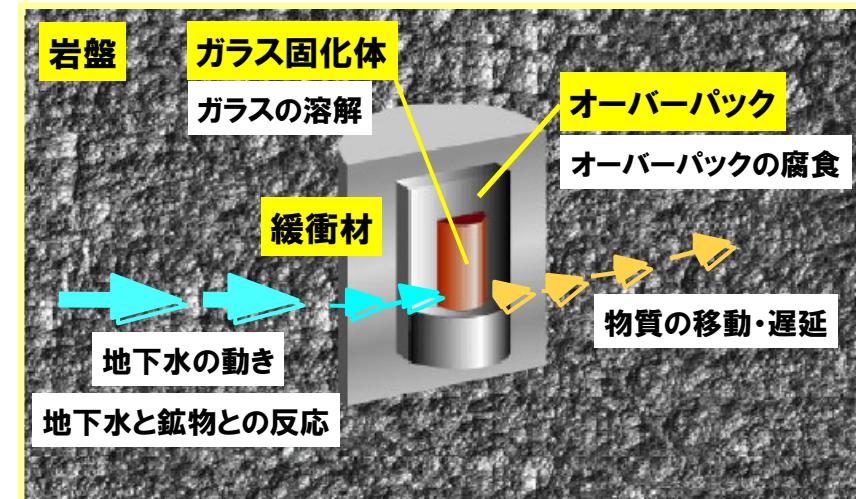 岩盤
ガラス固化体
ガラスの溶解
オーバーパック
オーバーパックの腐食
緩衝材
物質の移動・遅延
地下水の動き
地下水と鉱物との反応